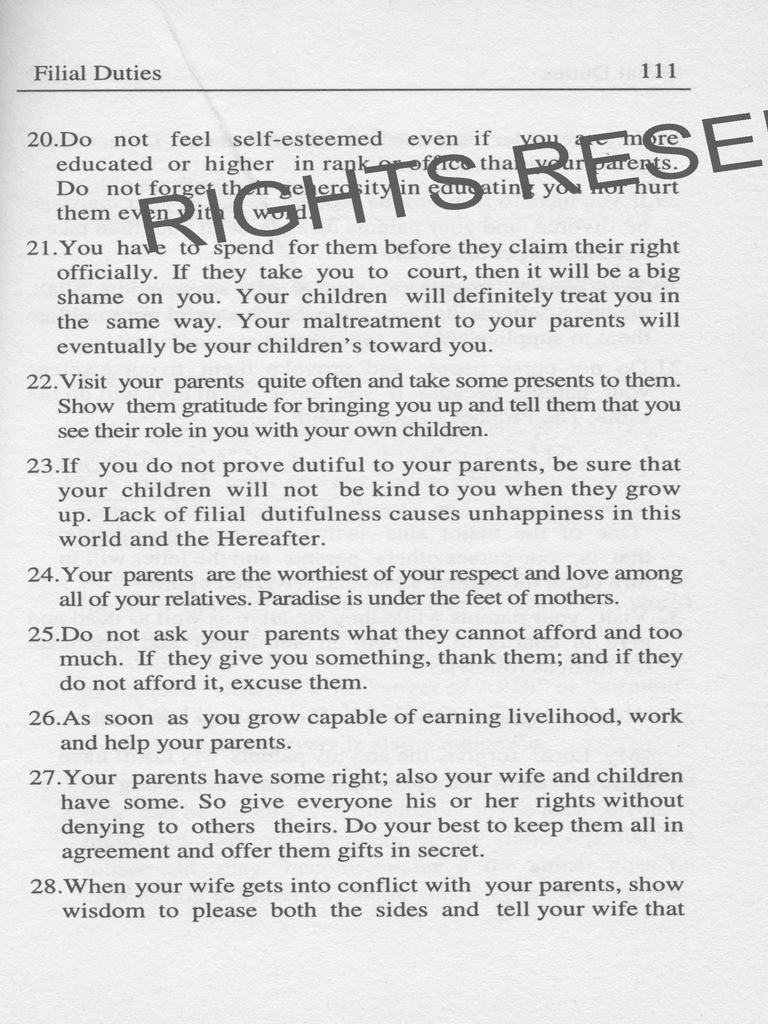 Filial Duties 111
20.Do not feel self-esteemed even if you are more
educated or higher in rank or office than your parents.
Do not forget their generosity in educating you nor hurt
them even with a word.
RIGHTS RESE
21.You have to spend for them before they claim their right
officially. If they take you to court, then it will be a big
shame on you. Your children will definitely treat you in
the same way. Your maltreatment to your parents will
eventually be your children's toward you.
22.Visit your parents quite often and take some presents to them.
Show them gratitude for bringing you up and tell them that you
see their role in you with your own children.
23.If you do not prove dutiful to your parents, be sure that
your children will not be kind to you when they grow
up. Lack of filial dutifulness causes unhappiness in this
world and the Hereafter.
24.Your parents are the worthiest of your respect and love among
all of your relatives. Paradise is under the feet of mothers.
25.Do not ask your parents what they cannot afford and too
much. If they give you something, thank them; and if they
do not afford it, excuse them.
26.As soon as you grow capable of earning livelihood, work
and help your parents.
27.Your parents have some right; also your wife and children
have some. So give everyone his or her rights without
denying to others theirs. Do your best to keep them all in
agreement and offer them gifts in secret.
28.When your wife gets into conflict with your parents, show
wisdom to please both the sides and tell your wife that